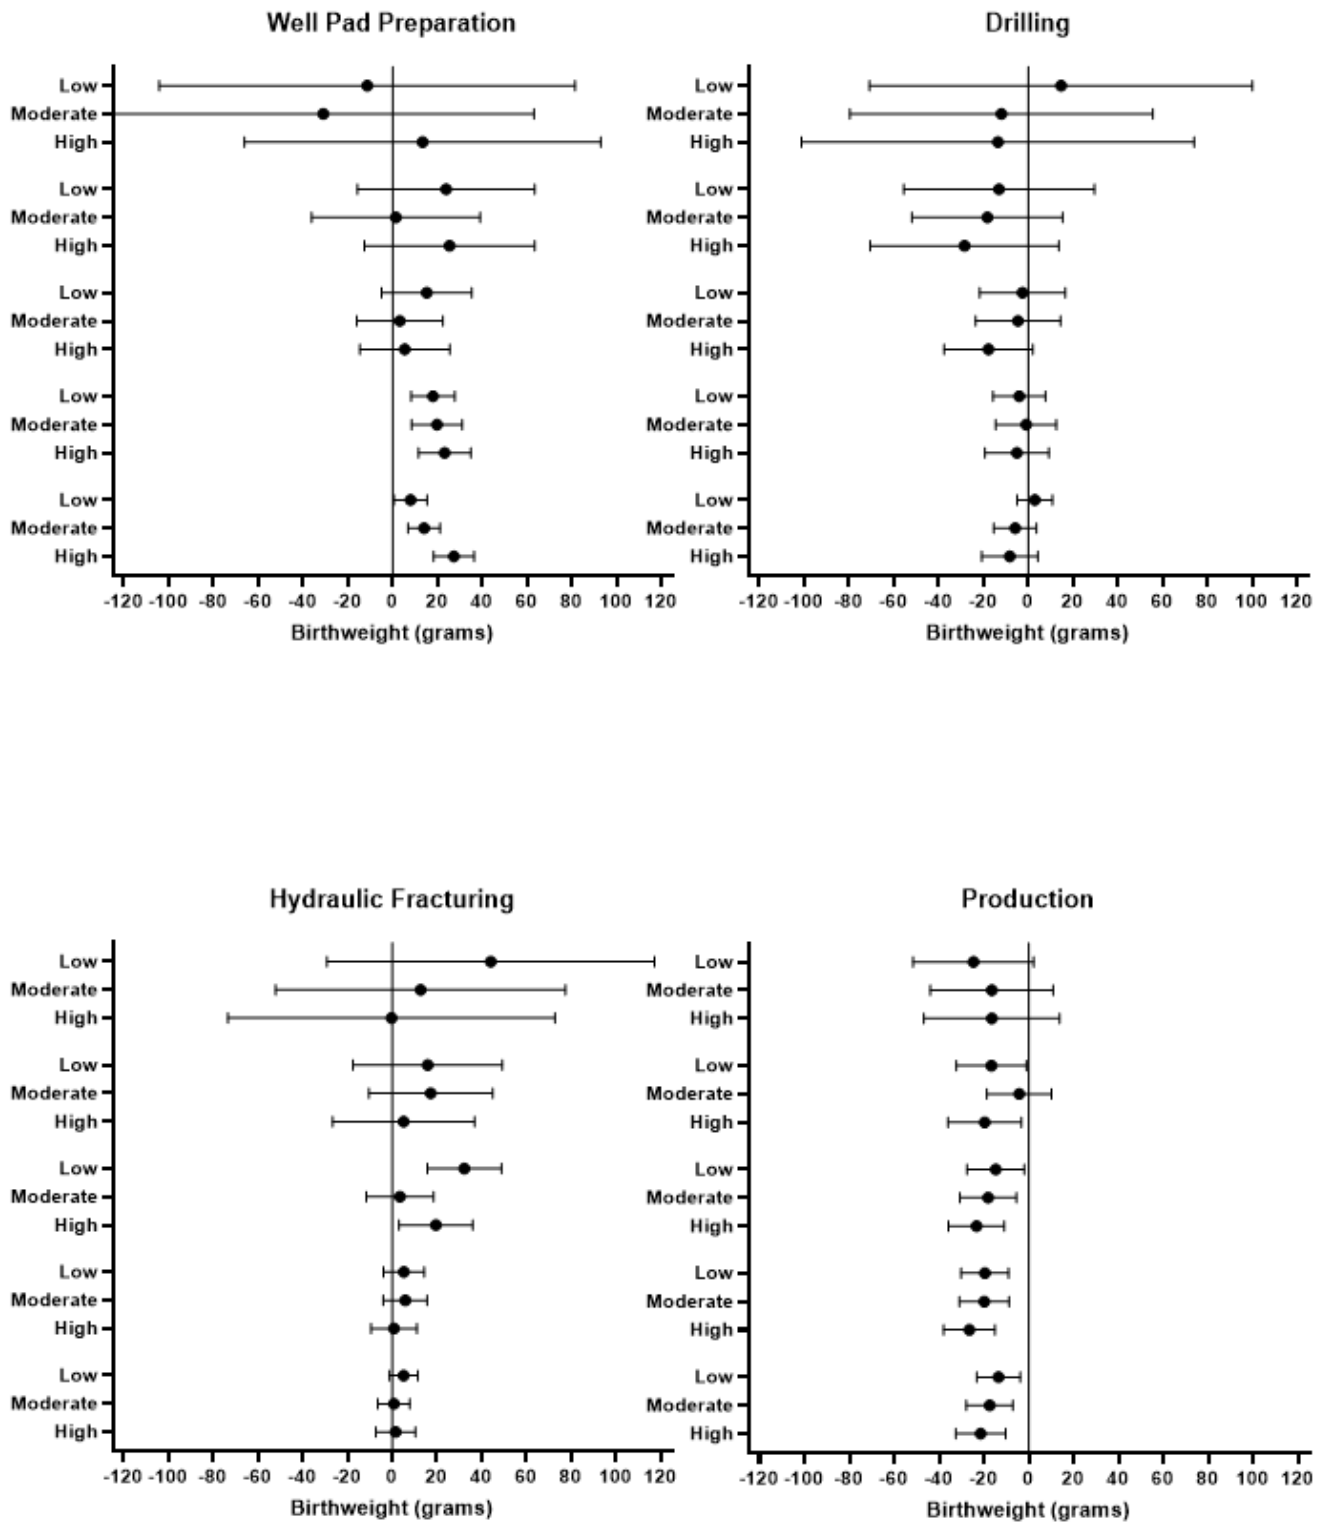 Well Pad Preparation
Low
Moderate
High
Low
Moderate
High
Low
Moderate
High
Low
Moderate
High
Low
Moderate
High
-120 -100 -80 -60 -40 -20 0 20 40 60 80 100 120
Birthweight (grams)
Drilling
Low
Moderate
High
Low
Moderate
High
Low
Moderate
High
Low
Moderate
High
Low
Moderate
High
-120 -100 -80 -60 -40 -20 0 20 40 60 80 100 120
Birthweight (grams)
Hydraulic Fracturing
Low
Moderate
High
Low
Moderate
High
Low
Moderate
High
Low
Moderate
High
Low
Moderate
High
-120 -100 -80 -60 -40 -20 0 20 40 60 80 100 120
Birthweight (grams)
Production
Low
Moderate
High
Low
Moderate
High
Low
Moderate
High
Low
Moderate
High
Low
Moderate
High
-120 -100 -80 -60 -40 -20 0 20 40 60 80 100 120
Birthweight (grams)